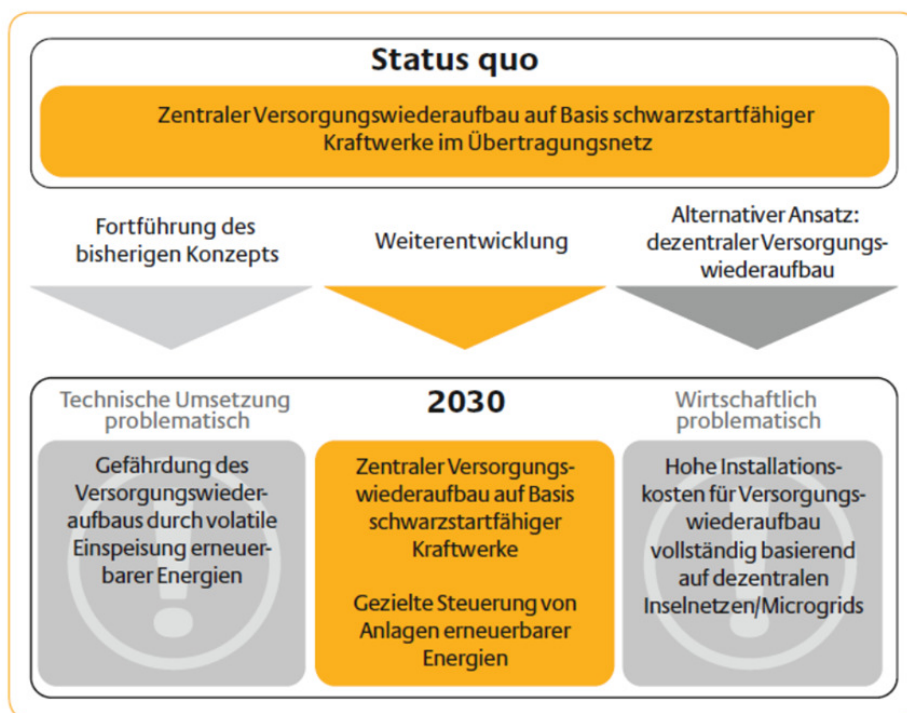 Status quo
Zentraler Versorgungswiederaufbau auf Basis schwarzstartfähiger
Kraftwerke im Übertragungsnetz
Fortführung des
bisherigen Konzepts
Weiterentwicklung
Alternativer Ansatz:
dezentraler Versorgungs-
wiederaufbau
Technische Umsetzung
problematisch
Gefährdung des
Versorgungswieder-
aufbaus durch volatile
Einspeisung erneuer-
barer Energien
2030
Zentraler Versorgungs-
wiederaufbau auf Basis
schwarzstartfähiger
Kraftwerke
Gezielte Steuerung von
Anlagen erneuerbarer
Energien
Wirtschaftlich
problematisch
Hohe Installations-
kosten für Versorgungs-
wiederaufbau
vollständig basierend
auf dezentralen
Inselnetzen/Microgrids